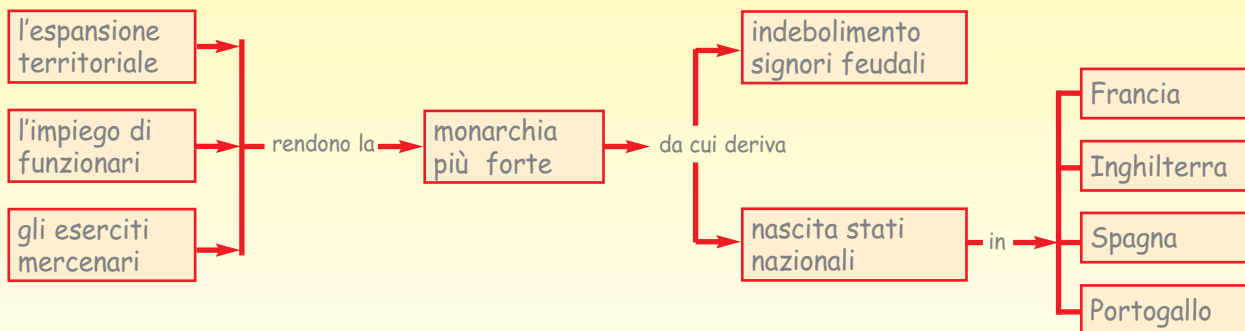 l'espansione
territoriale
l'impiego di
funzionari
gli eserciti
mercenari
rendono la
monarchia
più forte
da cui deriva
indebolimento
signori feudali
nascita stati
nazionali
in
Francia
Inghilterra
Spagna
Portogallo